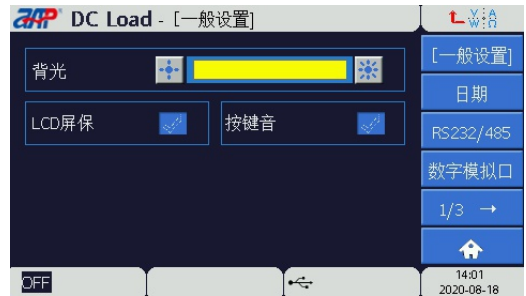 ZAP DC Load - [一般设置]
V A
W Ω
背光
LCD屏保
按键音
[一般设置]
日期
RS232/485
数字模拟口
1/3 →
OFF
14:01
2020-08-18